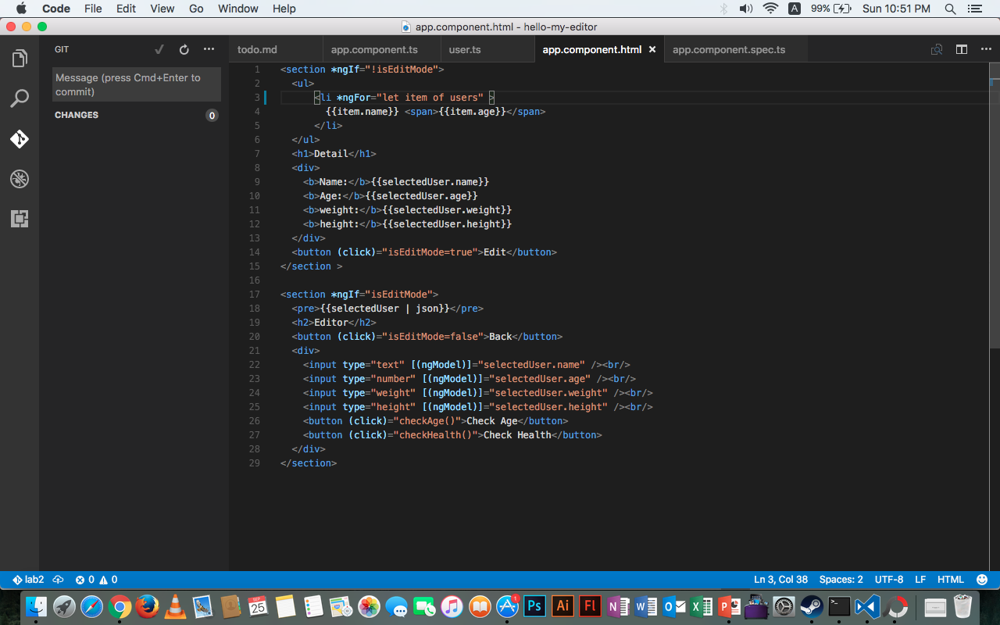 Code File Edit View Go Window Help A 99% Sun 10:51 PM
app.component.html - hello-my-editor
GIT
todo.md app.component.ts user.ts app.component.html app.component.spec.ts
Message (press Cmd+Enter to
commit)
CHANGES 0
1 <section *ngIf="!isEditMode">
2 <ul>
3 <li *ngFor="let item of users" >
4 {{item.name}} <span>{{item.age}}</span>
5 </li>
6 </ul>
7 <h1>Detail</h1>
8 <div>
9 <b>Name:</b>{{selectedUser.name}}
10 <b>Age:</b>{{selectedUser.age}}
11 <b>weight:</b>{{selectedUser.weight}}
12 <b>height:</b>{{selectedUser.height}}
13 </div>
14 <button (click)="isEditMode=true">Edit</button>
15 </section >
16
17 <section *ngIf="isEditMode">
18 <pre>{{selectedUser | json}}</pre>
19 <h2>Editor</h2>
20 <button (click)="isEditMode=false">Back</button>
21 <div>
22 <input type="text" [(ngModel)]="selectedUser.name" /><br/>
23 <input type="number" [(ngModel)]="selectedUser.age" /><br/>
24 <input type="weight" [(ngModel)]="selectedUser.weight" /><br/>
25 <input type="height" [(ngModel)]="selectedUser.height" /><br/>
26 <button (click)="checkAge()">Check Age</button>
27 <button (click)="checkHealth()">Check Health</button>
28 </div>
29 </section>
lab2 0 0 Ln 3, Col 38 Spaces: 2 UTF-8 LF HTML
SEP
25 1 Ps Ai Fl N W O X P